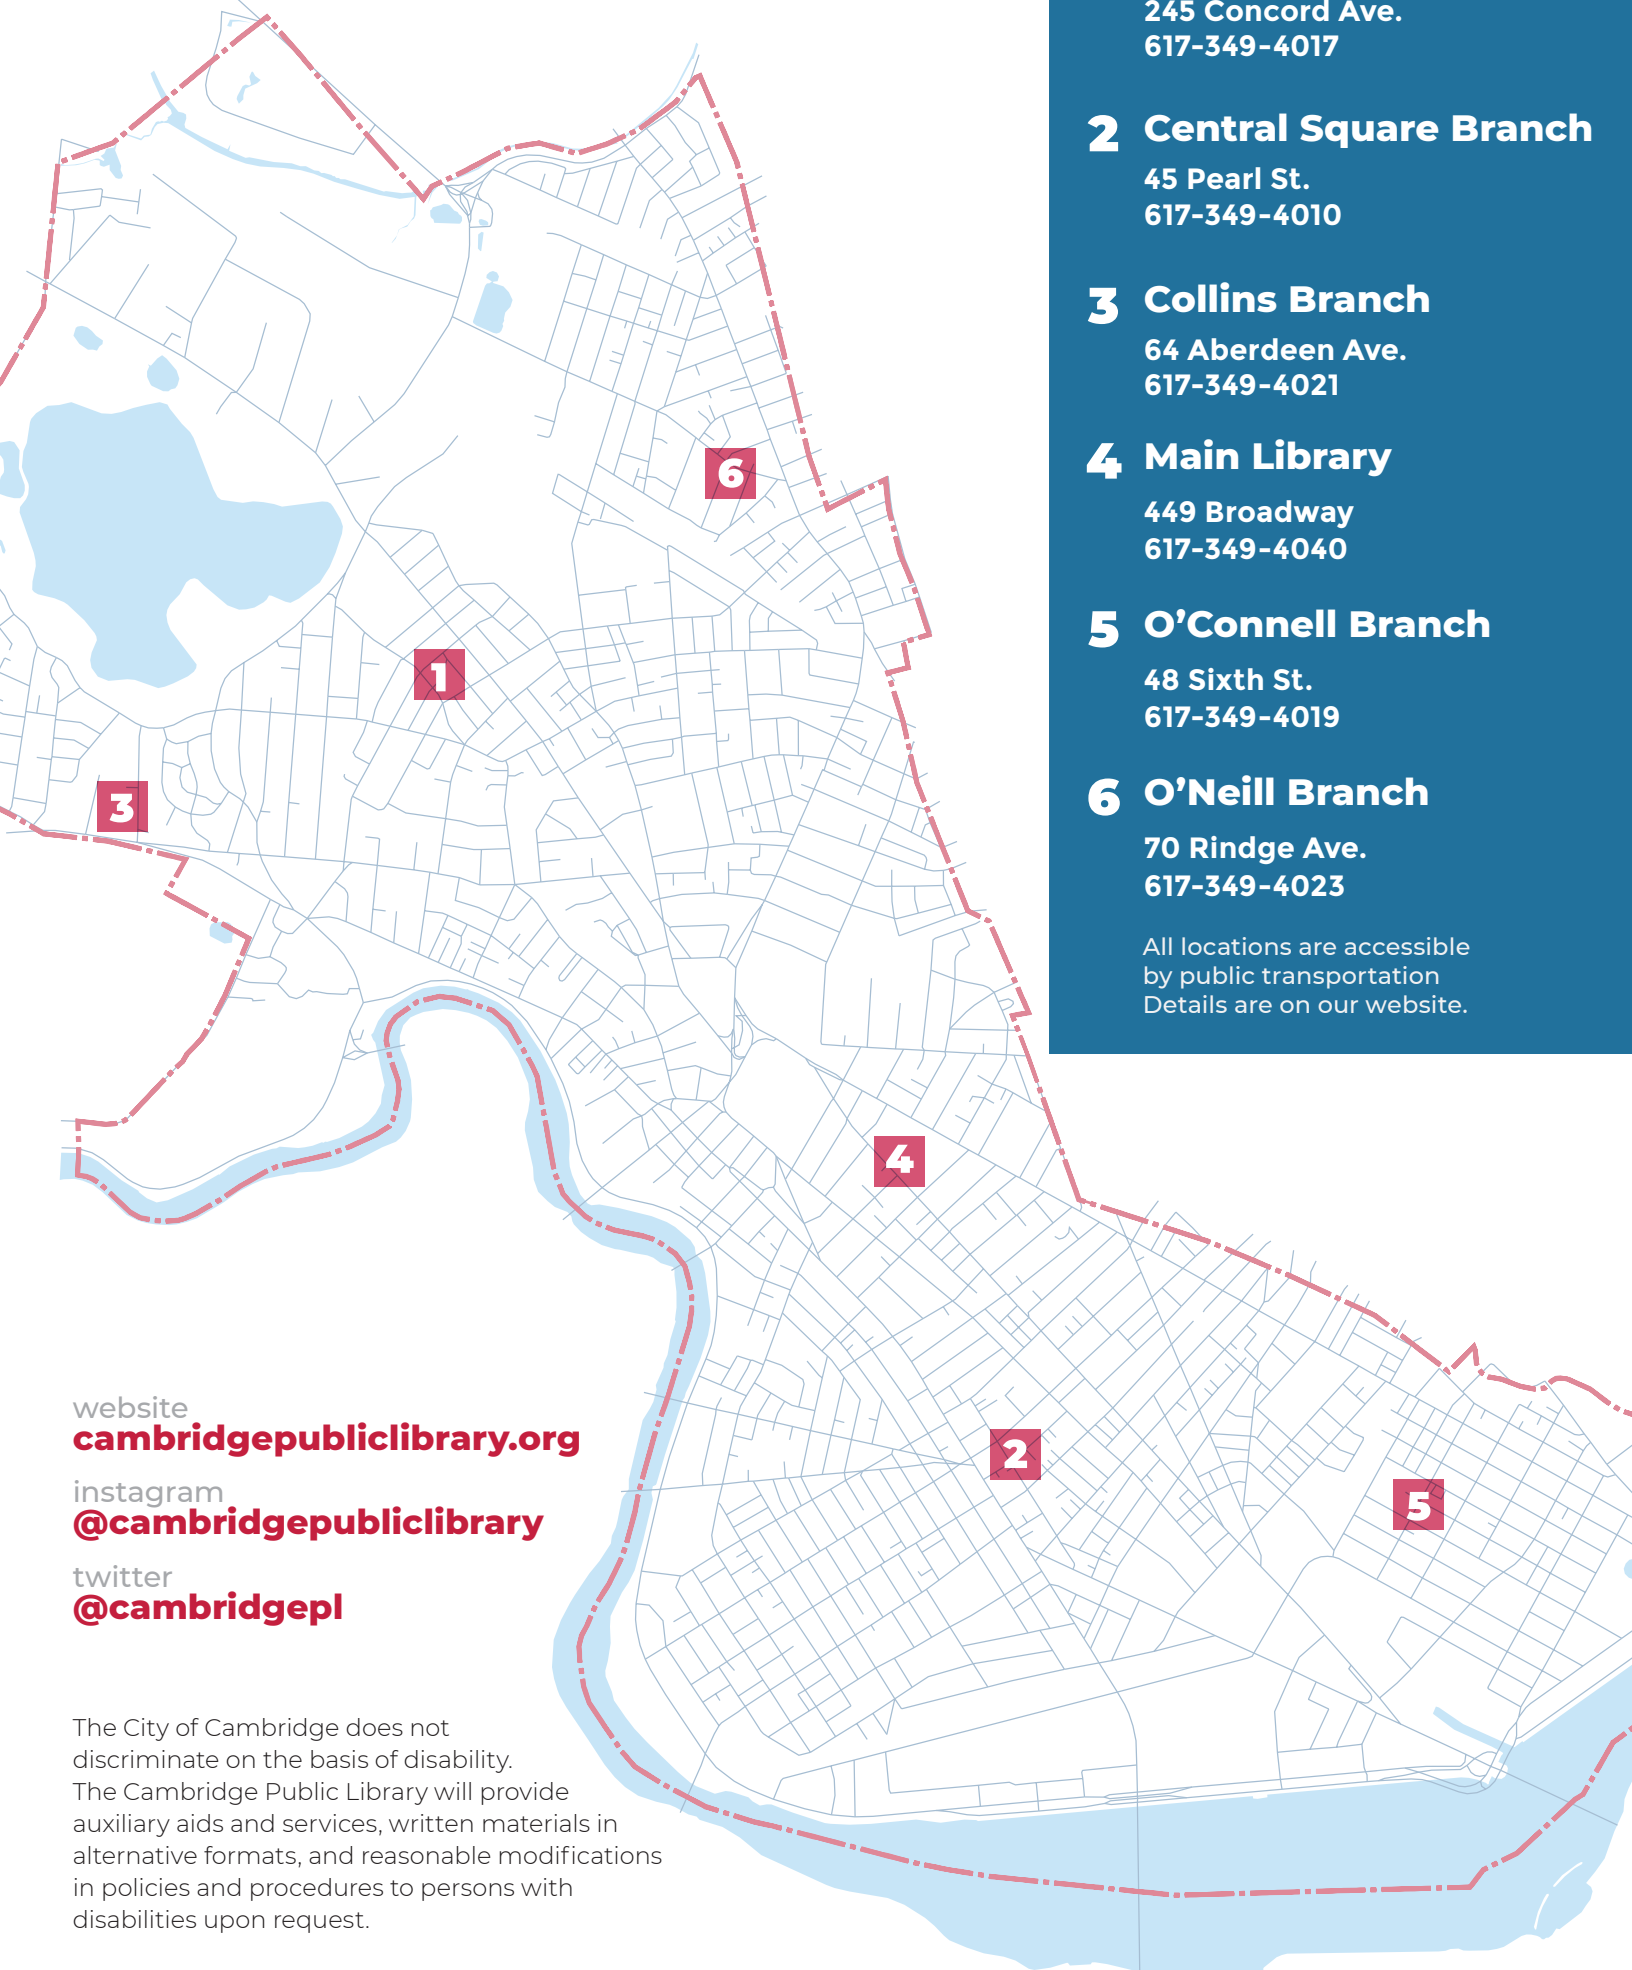 245 Concord Ave.
617-349-4017
2 Central Square Branch
45 Pearl St.
617-349-4010
3 Collins Branch
64 Aberdeen Ave.
617-349-4021
4 Main Library
449 Broadway
617-349-4040
5 O’Connell Branch
48 Sixth St.
617-349-4019
6 O’Neill Branch
70 Rindge Ave.
617-349-4023
All locations are accessible
by public transportation
Details are on our website.
6
1
3
4
2
5
website
cambridgepubliclibrary.org
instagram
@cambridgepubliclibrary
twitter
@cambridgepl
The City of Cambridge does not
discriminate on the basis of disability.
The Cambridge Public Library will provide
auxiliary aids and services, written materials in
alternative formats, and reasonable modifications
in policies and procedures to persons with
disabilities upon request.